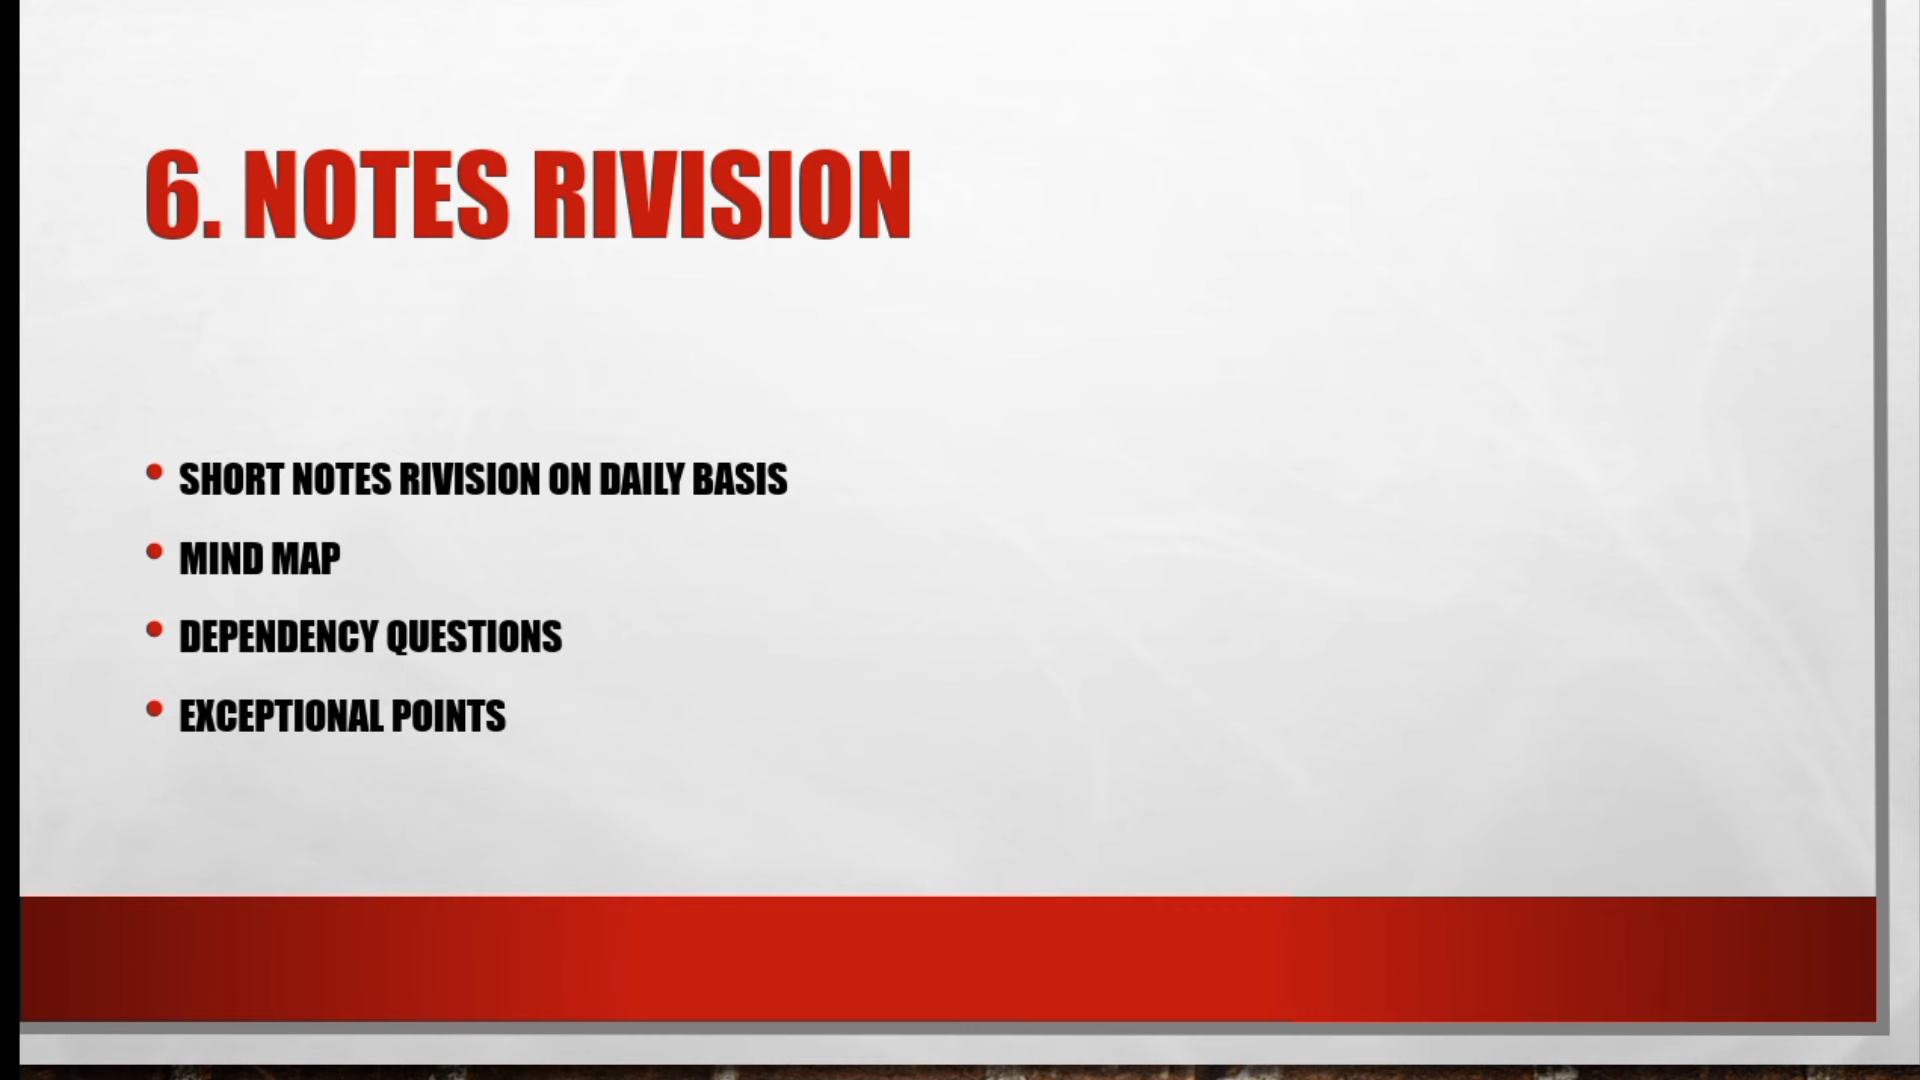 6. NOTES RIVISION
• SHORT NOTES RIVISION ON DAILY BASIS
• MIND MAP
• DEPENDENCY QUESTIONS
• EXCEPTIONAL POINTS